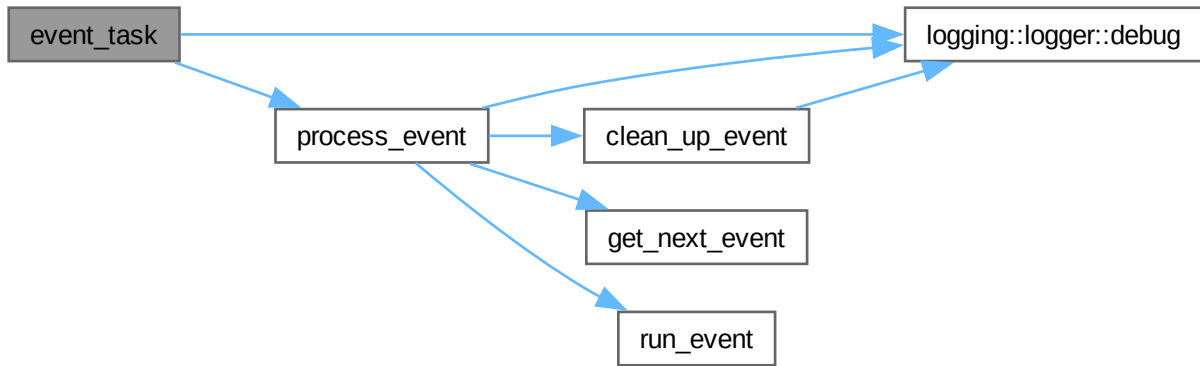 event_task
logging::logger::debug
process_event
clean_up_event
get_next_event
run_event